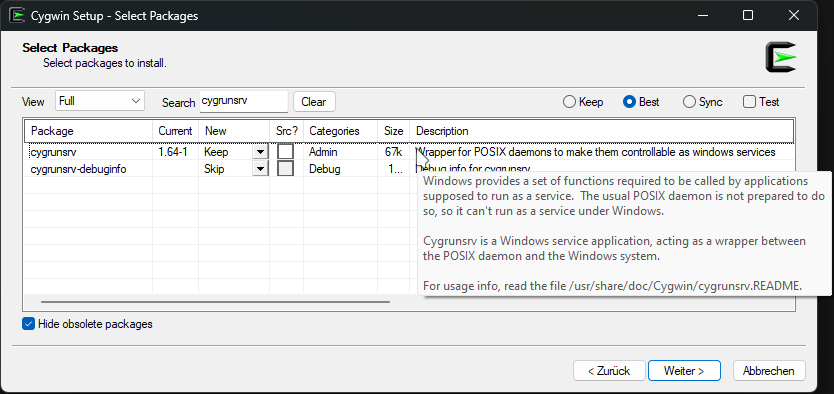 Cygwin Setup - Select Packages
Select Packages
Select packages to install.
View Full Search cygrunsrv Clear Keep Best Sync Test
Package Current New Src? Categories Size Description
cygrunsrv 1.64-1 Keep Admin 67k Wrapper for POSIX daemons to make them controllable as windows services
cygrunsrv-debuginfo Skip Debug 1... Debug info for cygrunsrv
Windows provides a set of functions required to be called by applications
supposed to run as a service. The usual POSIX daemon is not prepared to do
so, so it can't run as a service under Windows.
Cygrunsrv is a Windows service application, acting as a wrapper between
the POSIX daemon and the Windows system.
For usage info, read the file /usr/share/doc/Cygwin/cygrunsrv.README.
Hide obsolete packages
< Zurück Weiter > Abbrechen